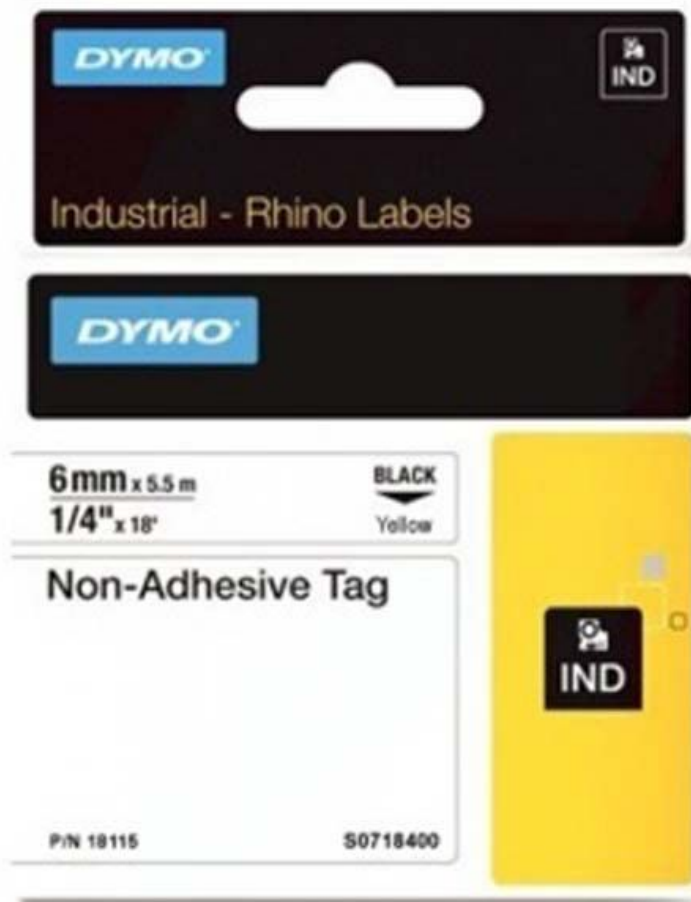 DYMO
IND
Industrial - Rhino Labels
DYMO
6mm x 5.5 m
BLACK
1/4" x 18'
Yellow
Non-Adhesive Tag
IND
P/N 18115
S0718400